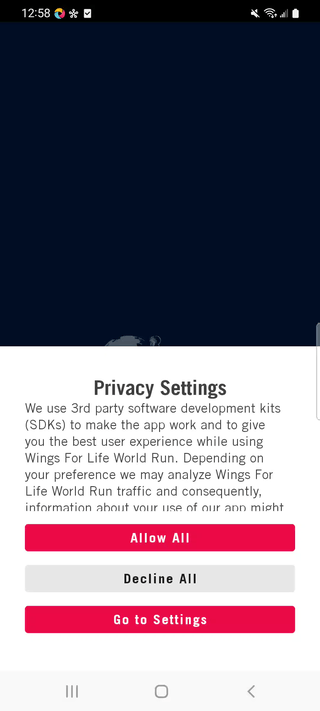 12:58
Privacy Settings
We use 3rd party software development kits
(SDKs) to make the app work and to give
you the best user experience while using
Wings For Life World Run. Depending on
your preference we may analyze Wings For
Life World Run traffic and consequently,
information about your use of our app might
Allow All
Decline All
Go to Settings